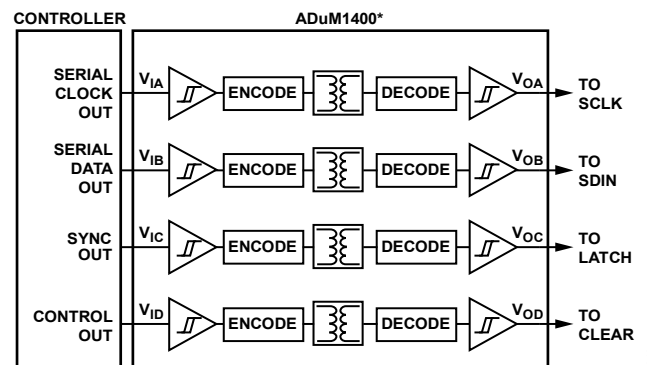 CONTROLLER ADuM1400*
SERIAL
CLOCK
OUT
VIA ENCODE DECODE VOA
TO
SCLK
SERIAL
DATA
OUT
VIB ENCODE DECODE VOB
TO
SDIN
SYNC
OUT
VIC ENCODE DECODE VOC
TO
LATCH
CONTROL
OUT
VID ENCODE DECODE VOD
TO
CLEAR